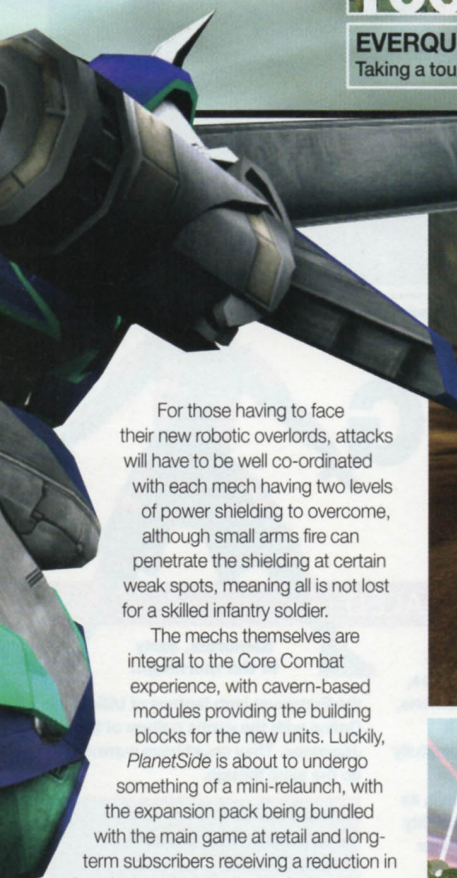 EVERQU
Taking a tou
For those having to face
their new robotic overlords, attacks
will have to be well co-ordinated
with each mech having two levels
of power shielding to overcome,
although small arms fire can
penetrate the shielding at certain
weak spots, meaning all is not lost
for a skilled infantry soldier.
The mechs themselves are
integral to the Core Combat
experience, with cavern-based
modules providing the building
blocks for the new units. Luckily,
PlanetSide is about to undergo
something of a mini-relaunch, with
the expansion pack being bundled
with the main game at retail and long-
term subscribers receiving a reduction in